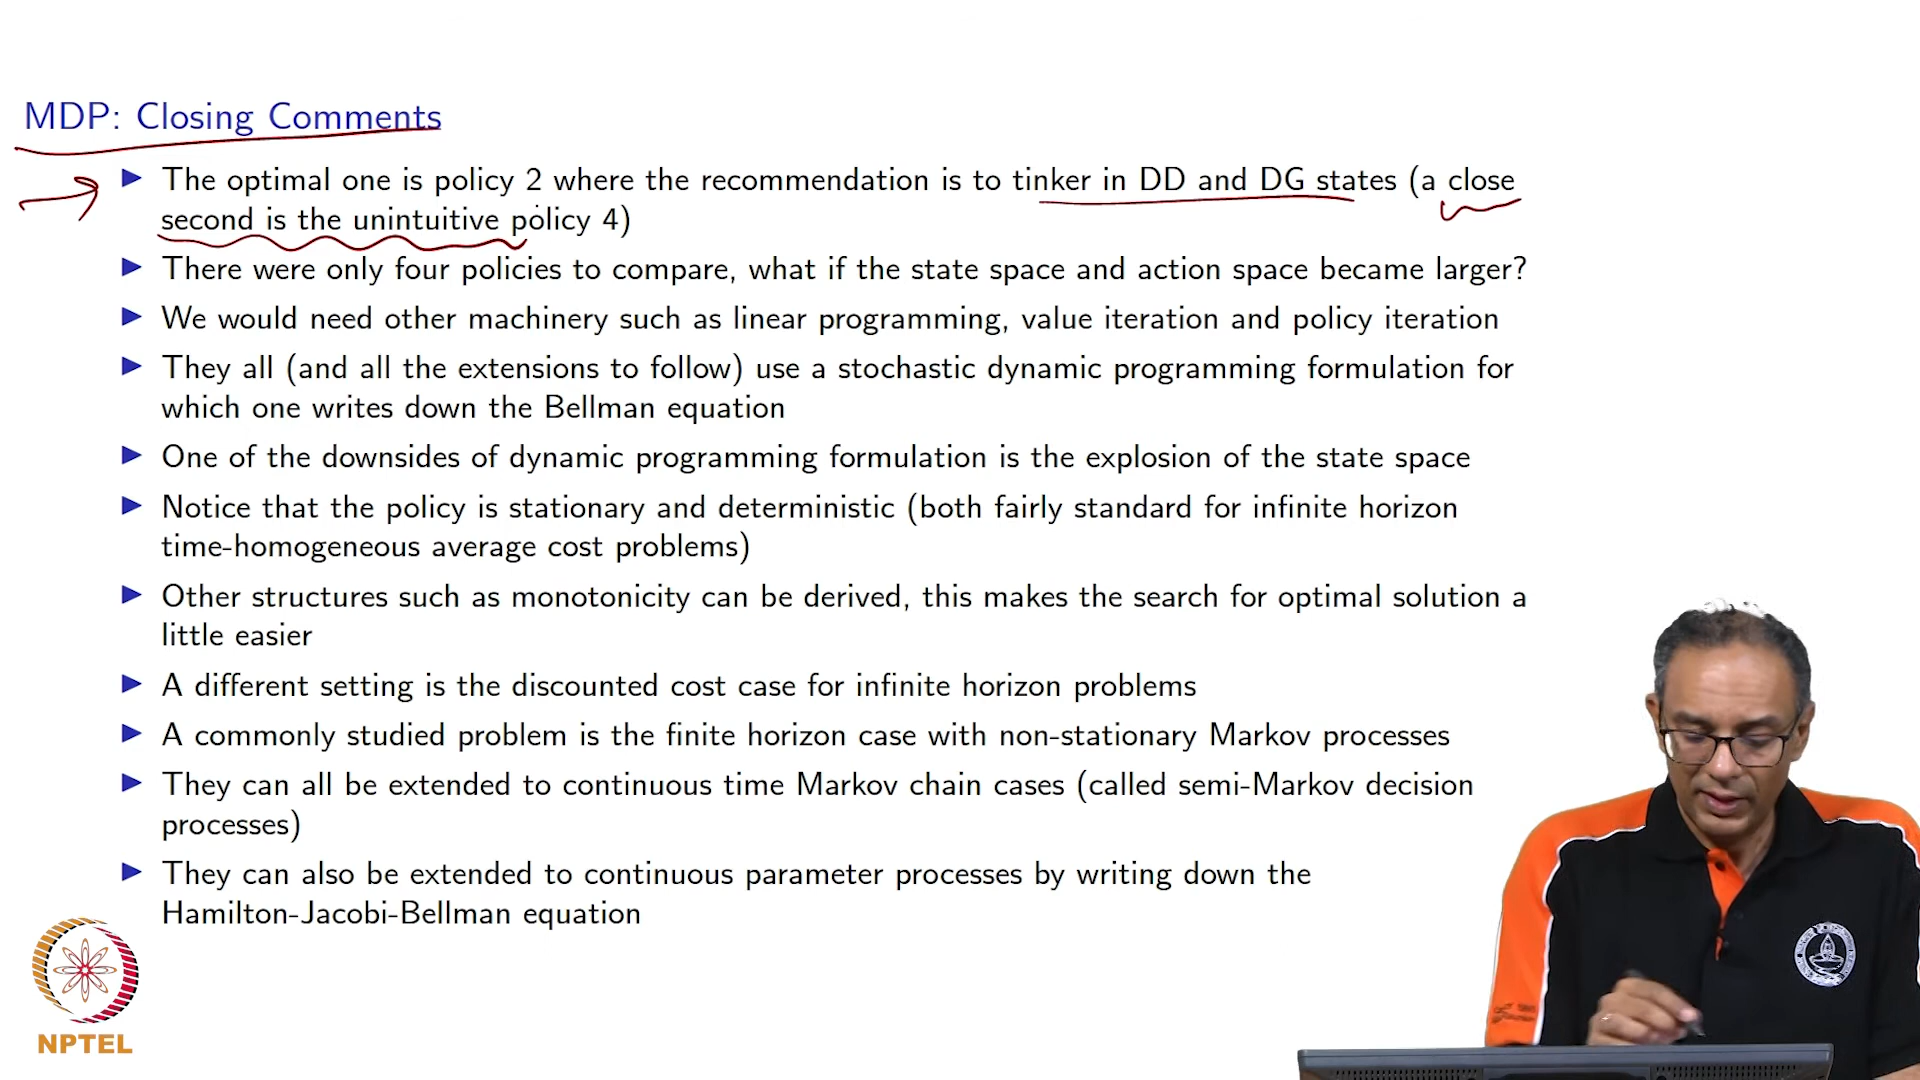 MDP: Closing Comments
The optimal one is policy 2 where the recommendation is to tinker in DD and DG states (a close
second is the unintuitive policy 4)
There were only four policies to compare, what if the state space and action space became larger?
We would need other machinery such as linear programming, value iteration and policy iteration
They all (and all the extensions to follow) use a stochastic dynamic programming formulation for
which one writes down the Bellman equation
One of the downsides of dynamic programming formulation is the explosion of the state space
Notice that the policy is stationary and deterministic (both fairly standard for infinite horizon
time-homogeneous average cost problems)
Other structures such as monotonicity can be derived, this makes the search for optimal solution a
little easier
A different setting is the discounted cost case for infinite horizon problems
A commonly studied problem is the finite horizon case with non-stationary Markov processes
They can all be extended to continuous time Markov chain cases (called semi-Markov decision
processes)
They can also be extended to continuous parameter processes by writing down the
Hamilton-Jacobi-Bellman equation
NPTEL